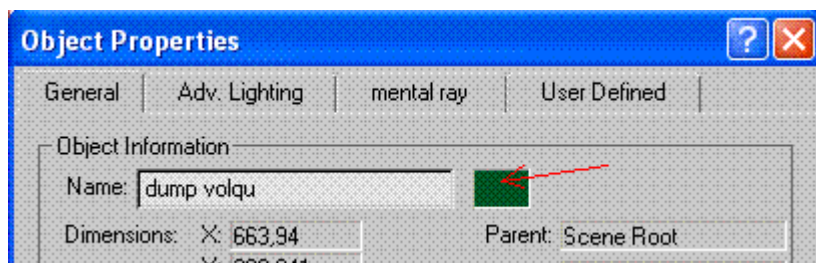 Object Properties
General Adv. Lighting mental ray User Defined
Object Information
Name: dump volqu
Dimensions: X: 663,94 Parent: Scene Root